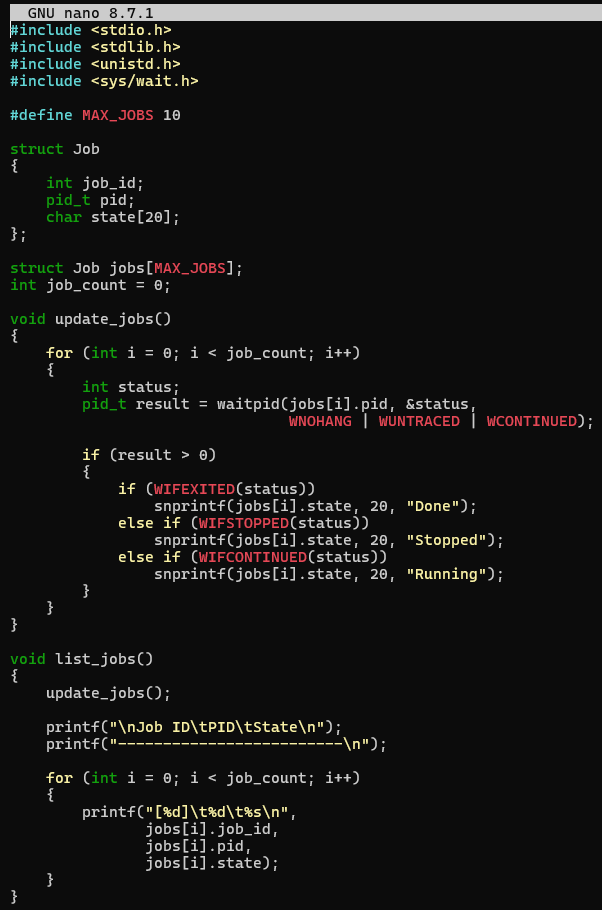 GNU nano 8.7.1
#include <stdio.h>
#include <stdlib.h>
#include <unistd.h>
#include <sys/wait.h>

#define MAX_JOBS 10

struct Job
{
    int job_id;
    pid_t pid;
    char state[20];
};

struct Job jobs[MAX_JOBS];
int job_count = 0;

void update_jobs()
{
    for (int i = 0; i < job_count; i++)
    {
        int status;
        pid_t result = waitpid(jobs[i].pid, &status,
                               WNOHANG | WUNTRACED | WCONTINUED);

        if (result > 0)
        {
            if (WIFEXITED(status))
                snprintf(jobs[i].state, 20, "Done");
            else if (WIFSTOPPED(status))
                snprintf(jobs[i].state, 20, "Stopped");
            else if (WIFCONTINUED(status))
                snprintf(jobs[i].state, 20, "Running");
        }
    }
}

void list_jobs()
{
    update_jobs();

    printf("\nJob ID\tPID\tState\n");
    printf("-------------------------\n");

    for (int i = 0; i < job_count; i++)
    {
        printf("[%d]\t%d\t%s\n",
               jobs[i].job_id,
               jobs[i].pid,
               jobs[i].state);
    }
}